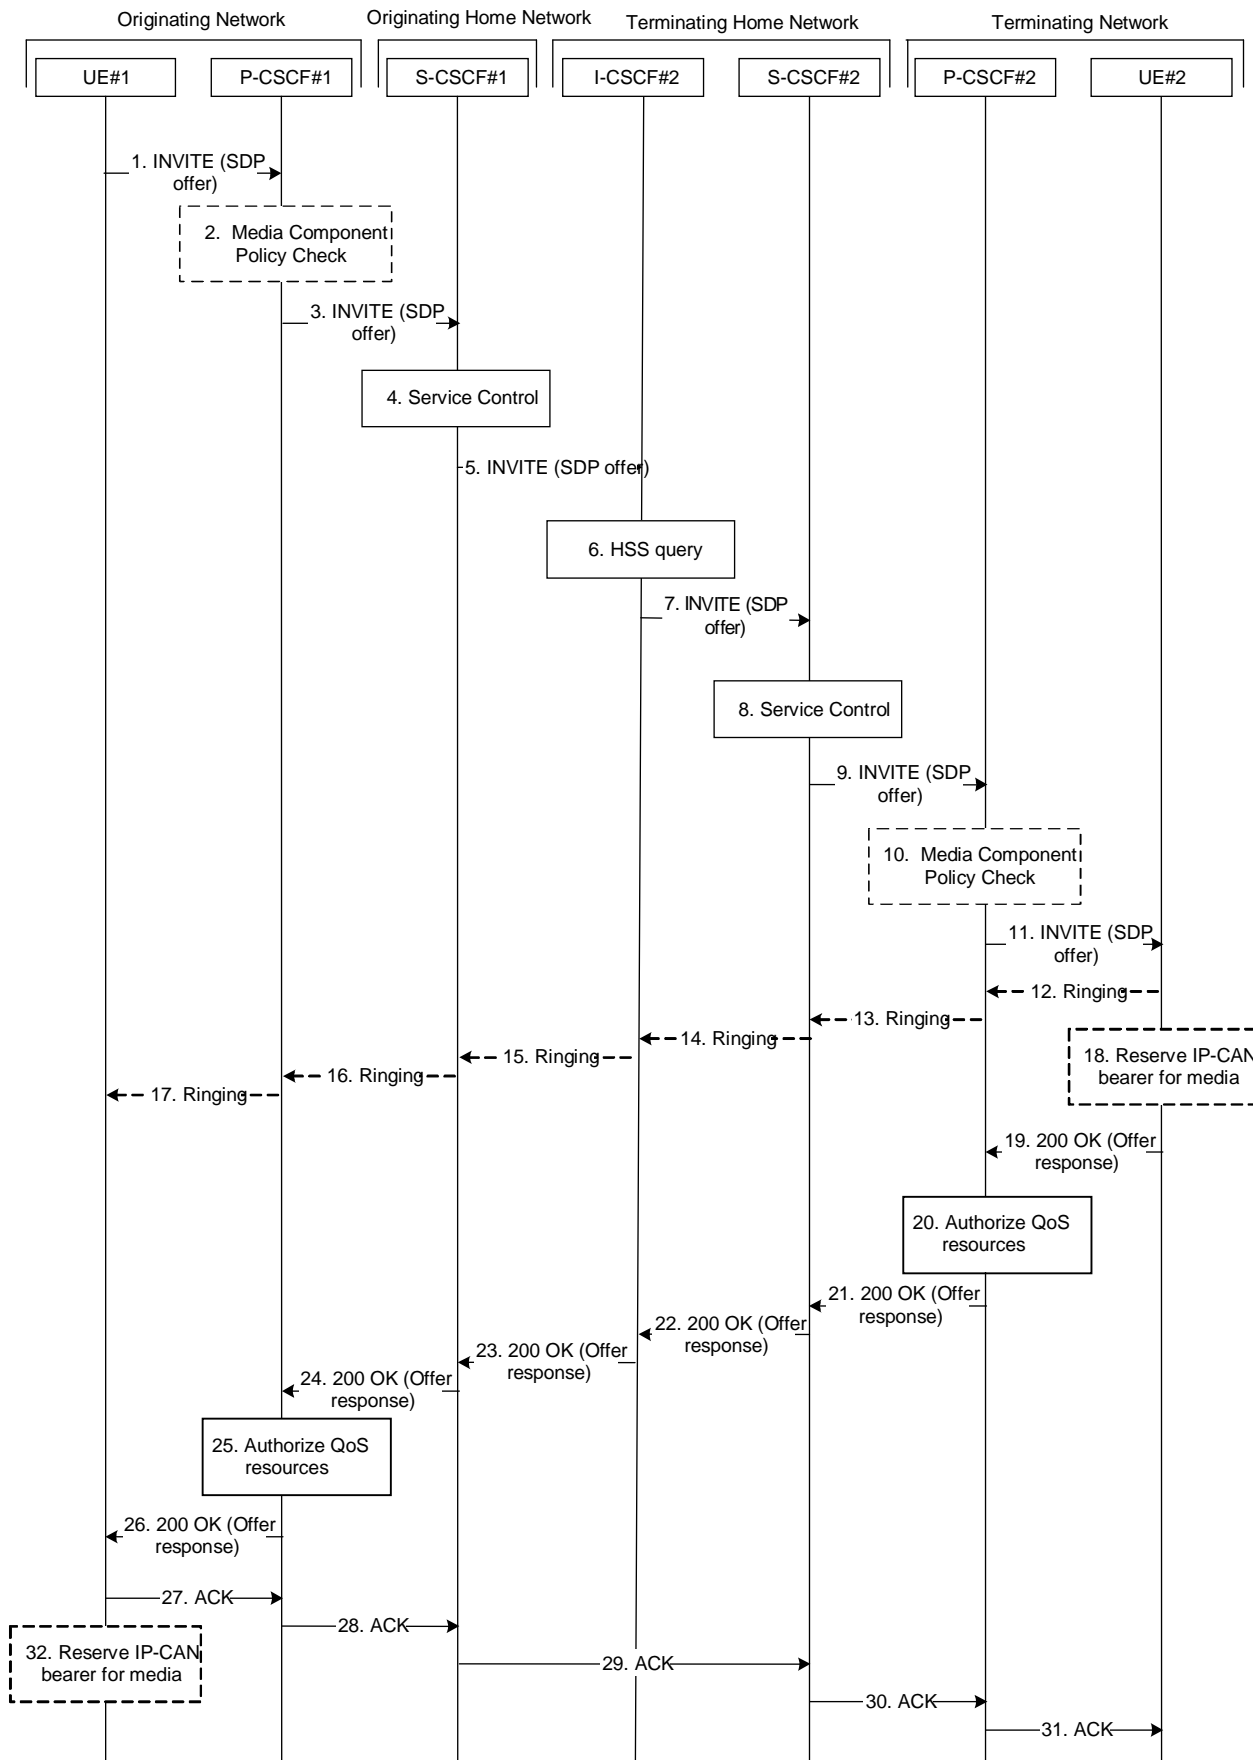 Originating Network
Originating Home Network
Terminating Home Network
Terminating Network
UE#1
P-CSCF#1
S-CSCF#1
I-CSCF#2
S-CSCF#2
P-CSCF#2
UE#2
1. INVITE (SDP
offer)
2. Media Component
Policy Check
3. INVITE (SDP
offer)
4. Service Control
5. INVITE (SDP offer)
6. HSS query
7. INVITE (SDP
offer)
8. Service Control
9. INVITE (SDP
offer)
10. Media Component
Policy Check
11. INVITE (SDP
offer)
12. Ringing
13. Ringing
14. Ringing
15. Ringing
16. Ringing
17. Ringing
18. Reserve IP-CAN
bearer for media
19. 200 OK (Offer
response)
20. Authorize QoS
resources
21. 200 OK (Offer
response)
22. 200 OK (Offer
response)
23. 200 OK (Offer
response)
24. 200 OK (Offer
response)
25. Authorize QoS
resources
26. 200 OK (Offer
response)
27. ACK
28. ACK
32. Reserve IP-CAN
bearer for media
29. ACK
30. ACK
31. ACK